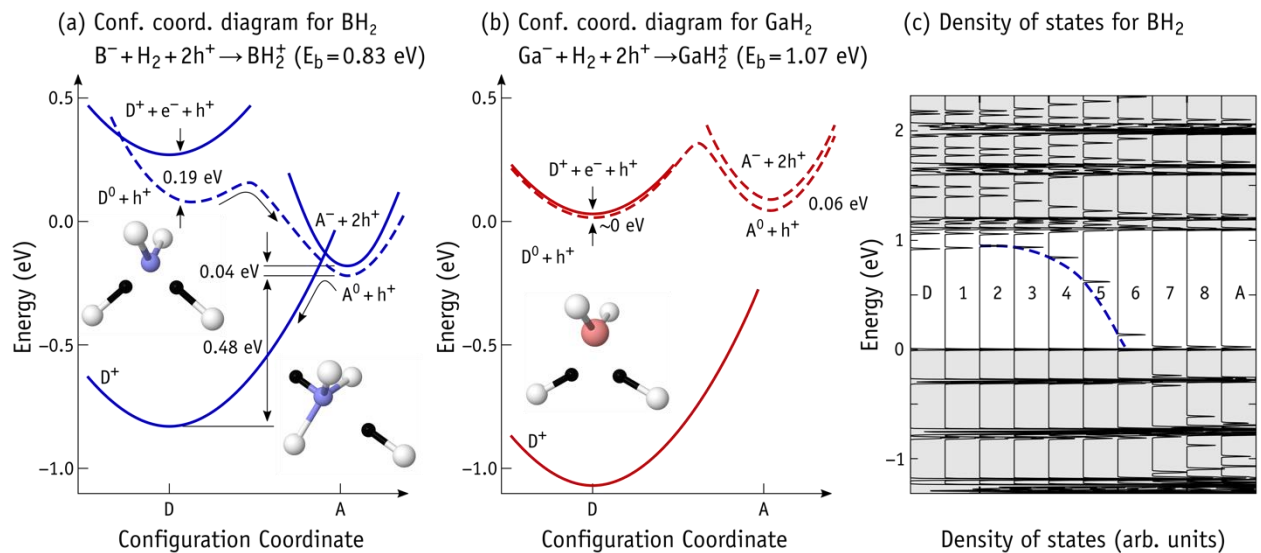 (a) Conf. coord. diagram for BH₂
B⁻ + H₂ + 2h⁺ → BH₂⁺ (E_b = 0.83 eV)
Energy (eV)
0.5
0.0
−0.5
−1.0
D⁺ + e⁻ + h⁺
0.19 eV
D⁰ + h⁺
A⁻ + 2h⁺
0.04 eV
A⁰ + h⁺
0.48 eV
D⁺
D
A
Configuration Coordinate
(b) Conf. coord. diagram for GaH₂
Ga⁻ + H₂ + 2h⁺ → GaH₂⁺ (E_b = 1.07 eV)
Energy (eV)
0.5
0.0
−0.5
−1.0
D⁺ + e⁻ + h⁺
A⁻ + 2h⁺
~0 eV
0.06 eV
A⁰ + h⁺
D⁰ + h⁺
D⁺
D
A
Configuration Coordinate
(c) Density of states for BH₂
Energy (eV)
2
1
0
−1
D 1 2 3 4 5 6 7 8 A
Density of states (arb. units)